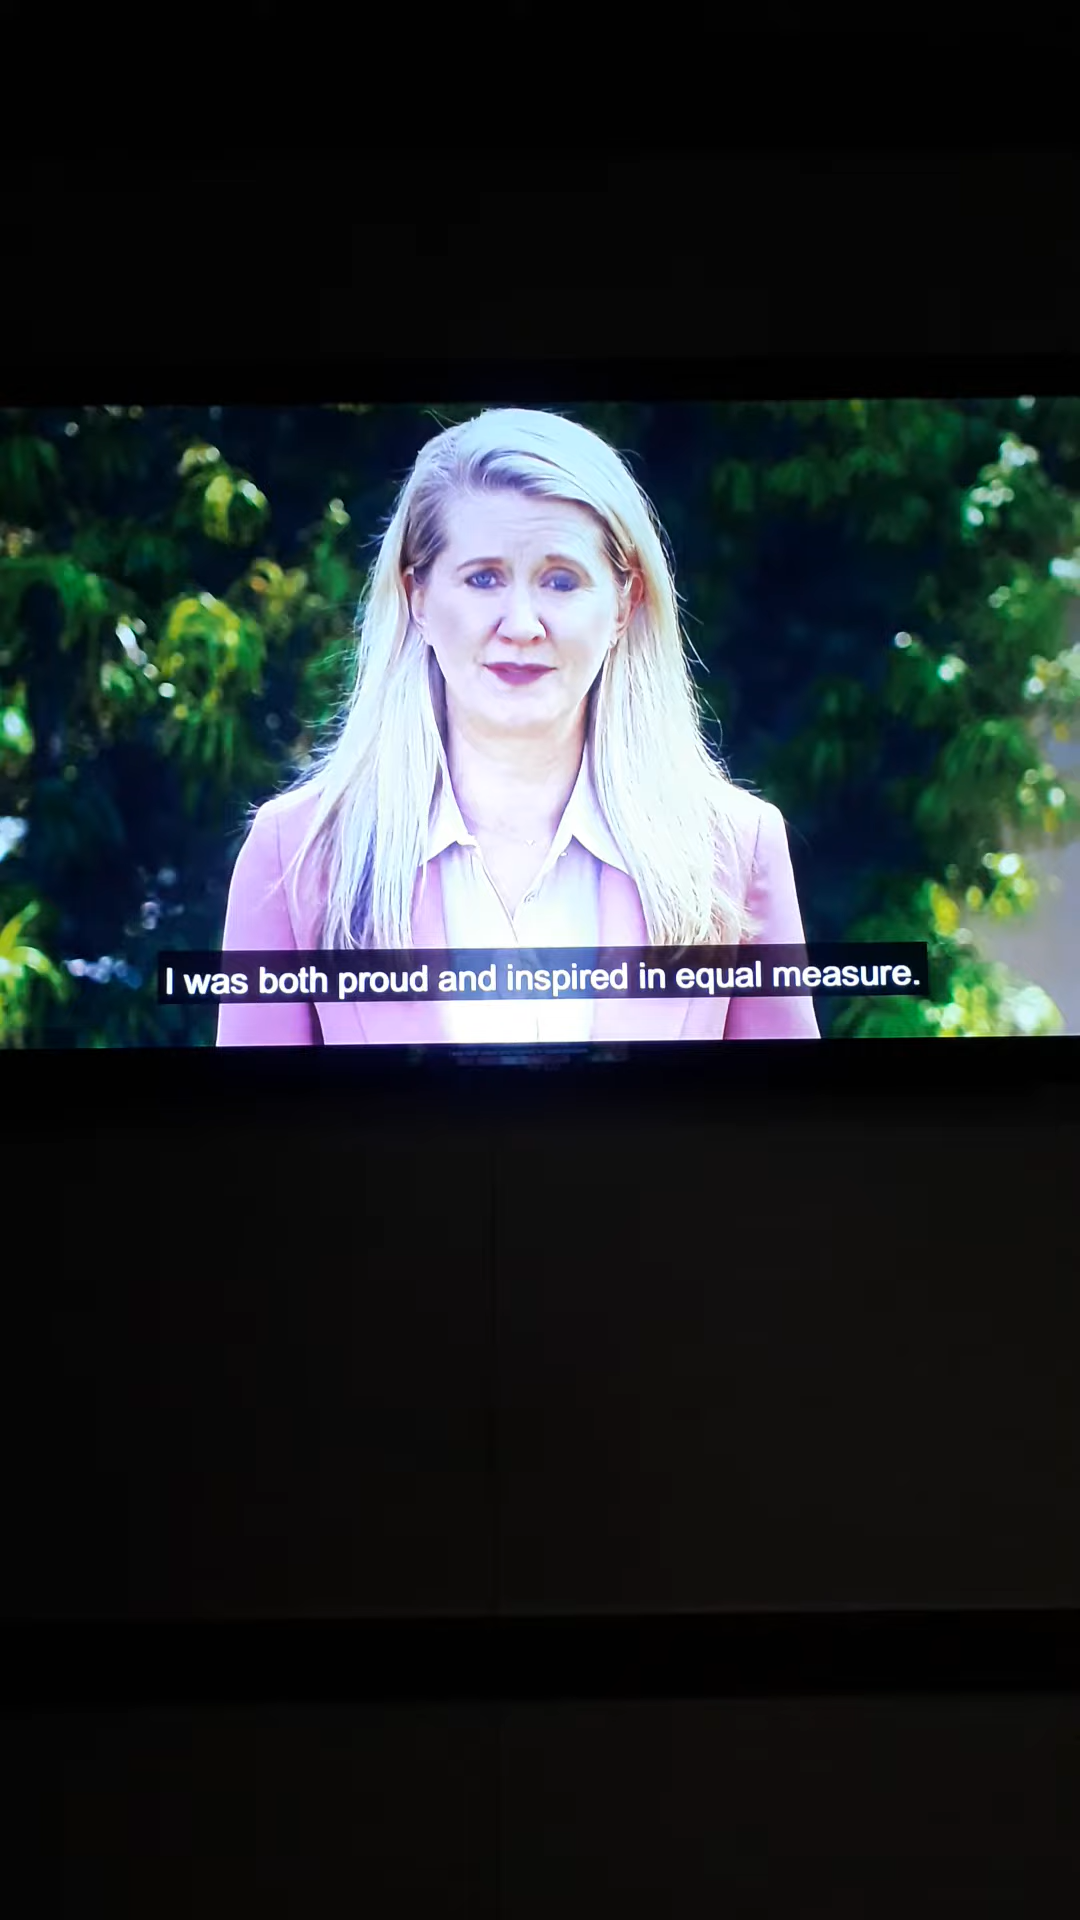 I was both proud and inspired in equal measure.